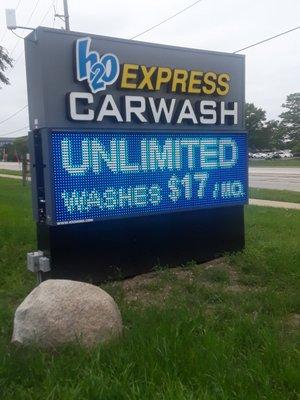 h2o EXPRESS
CARWASH
UNLIMITED
WASHES $17/MO.